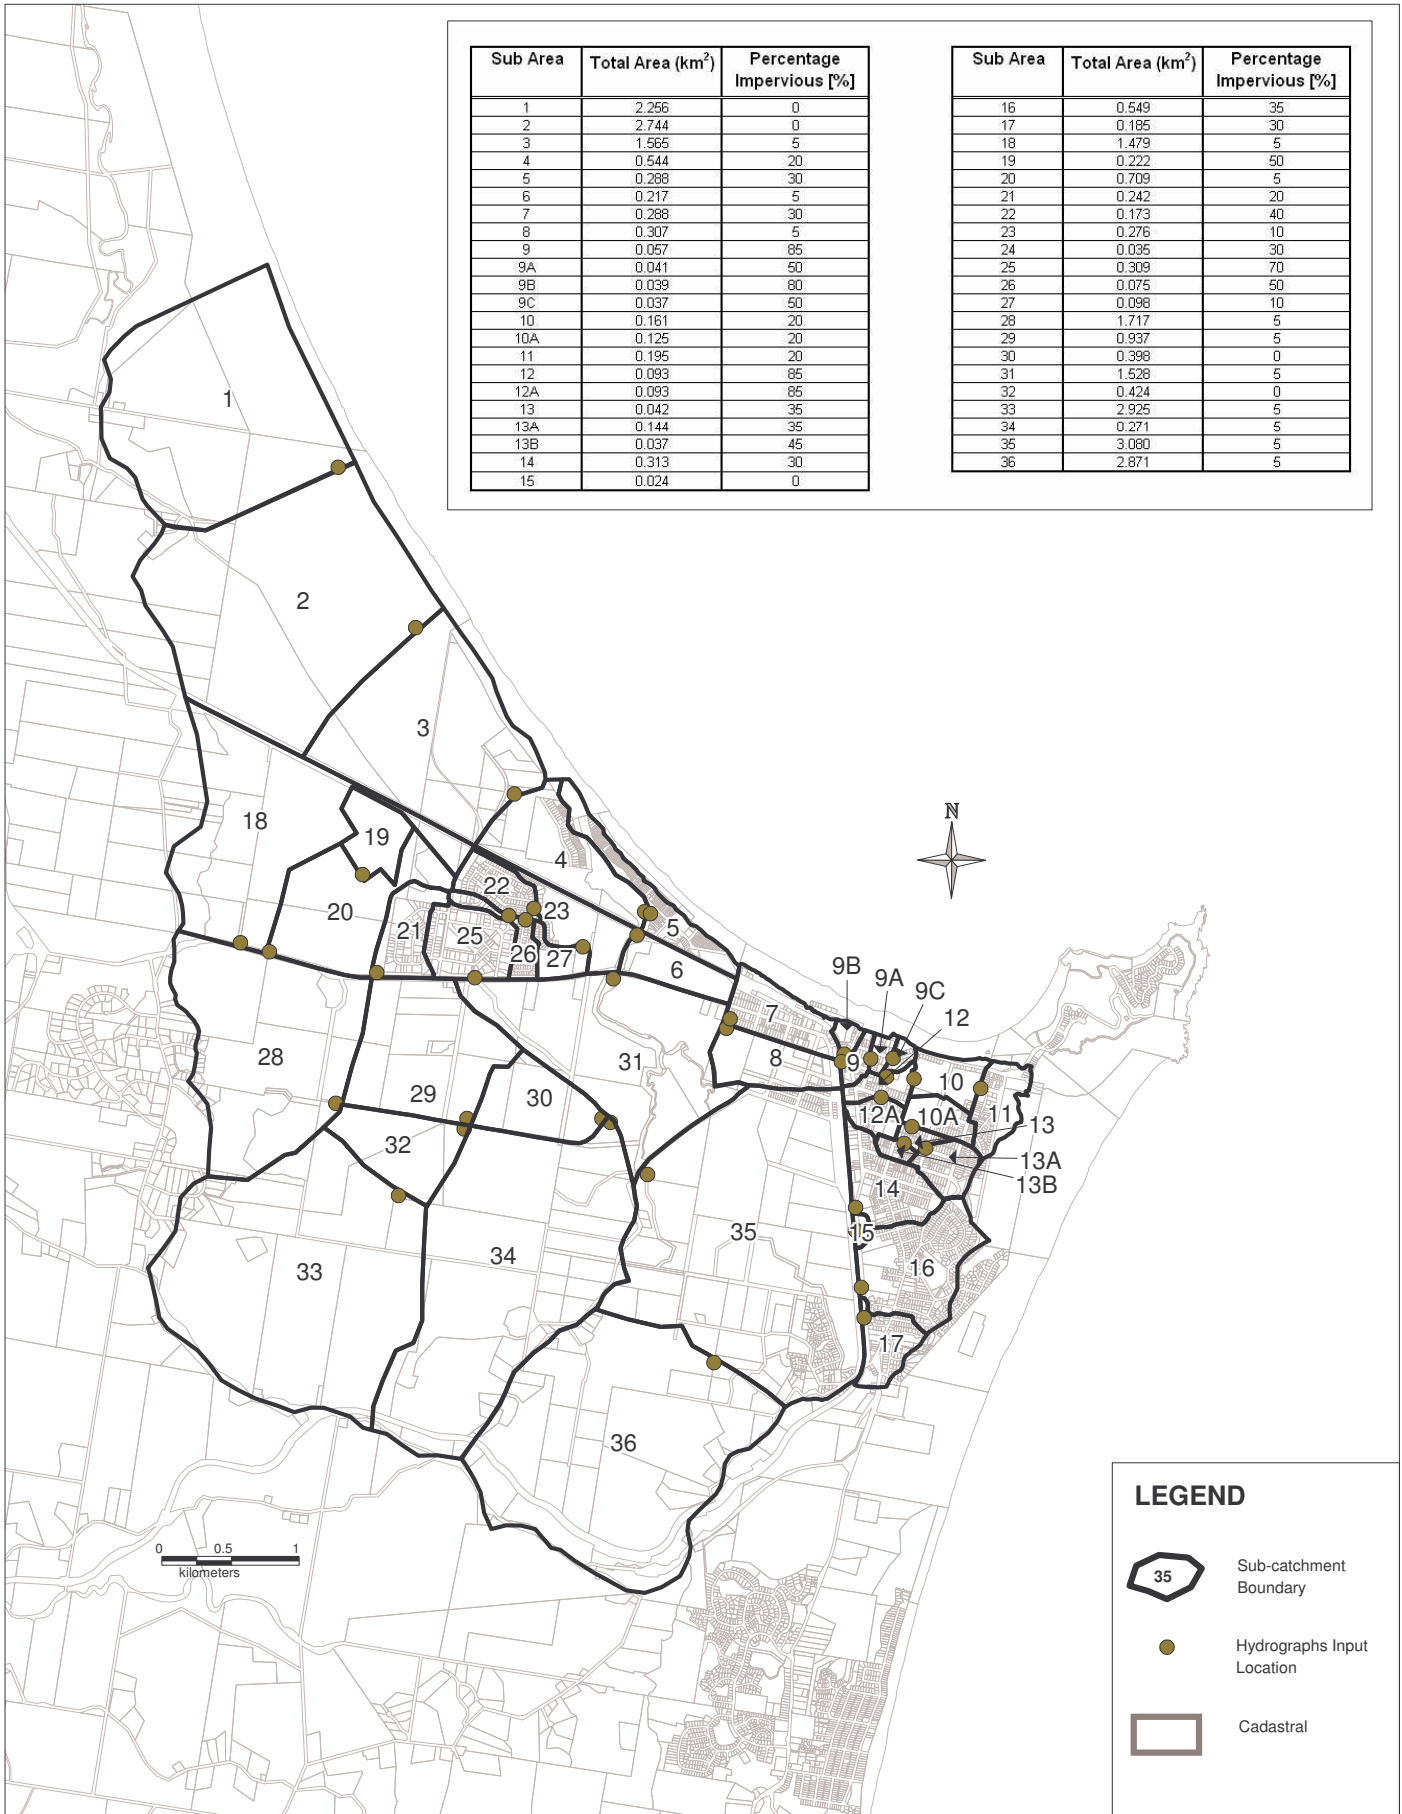 Sub Area Total Area (km²) Percentage Impervious [%]
1 2.256 0
2 2.744 0
3 1.565 5
4 0.544 20
5 0.288 30
6 0.217 5
7 0.288 30
8 0.307 5
9 0.057 85
9A 0.041 50
9B 0.039 80
9C 0.037 50
10 0.161 20
10A 0.125 20
11 0.195 20
12 0.093 85
12A 0.093 85
13 0.042 35
13A 0.144 35
13B 0.037 45
14 0.313 30
15 0.024 0
Sub Area Total Area (km²) Percentage Impervious [%]
16 0.549 35
17 0.185 30
18 1.479 5
19 0.222 50
20 0.709 5
21 0.242 20
22 0.173 40
23 0.276 10
24 0.035 30
25 0.309 70
26 0.075 50
27 0.098 10
28 1.717 5
29 0.937 5
30 0.398 0
31 1.528 5
32 0.424 0
33 2.925 5
34 0.271 5
35 3.080 5
36 2.871 5
1
2
3
N
18
19
4
22
20
23
21
25
5
26
27
6
9B
9A
9C
7
12
28
31
8
9
29
30
10
12A
10A
11
13
32
13A
13B
14
35
15
34
33
16
17
36
LEGEND
35
Sub-catchment
Boundary
Hydrographs Input
Location
Cadastral
0 0.5 1
kilometers